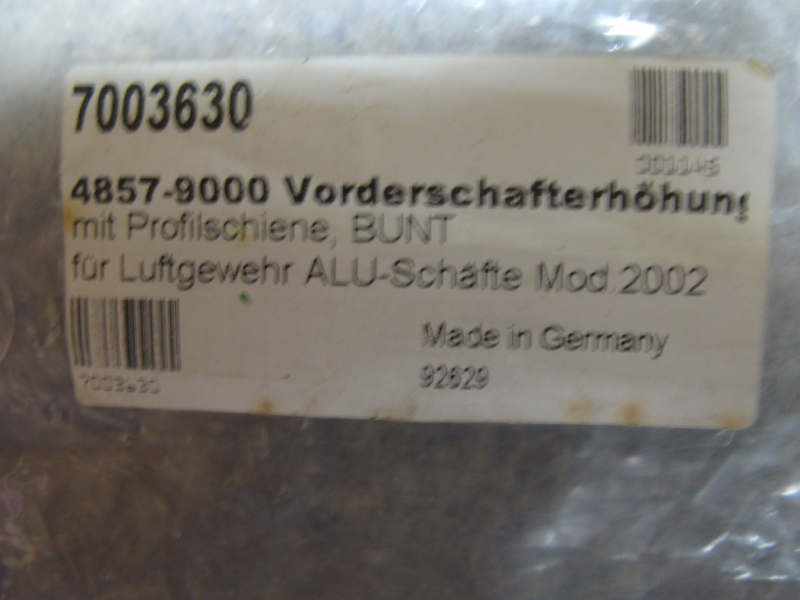 7003630
4857-9000 Vorderschafterhöhung
mit Profilschiene, BUNT
für Luftgewehr ALU-Schäfte Mod.2002
Made in Germany
7003630
92629